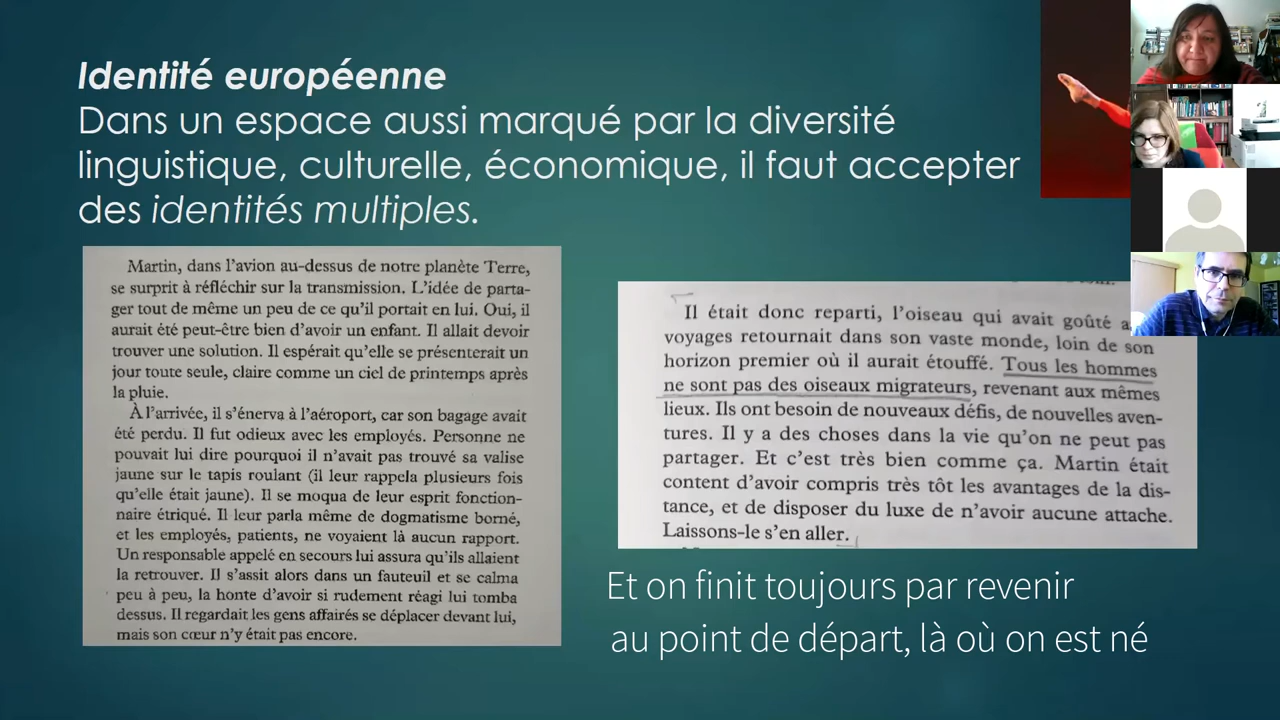 Identité européenne
Dans un espace aussi marqué par la diversité
linguistique, culturelle, économique, il faut accepter
des identités multiples.
Martin, dans l'avion au-dessus de notre planète Terre,
se surprit à réfléchir sur la transmission. L'idée de parta-
ger tout de même un peu de ce qu'il portait en lui. Oui, il
aurait été peut-être bien d'avoir un enfant. Il allait devoir
trouver une solution. Il espérait qu'elle se présenterait un
jour toute seule, claire comme un ciel de printemps après
la pluie.
À l'arrivée, il s'énerva à l'aéroport, car son bagage avait
été perdu. Il fut odieux avec les employés. Personne ne
pouvait lui dire pourquoi il n'avait pas trouvé sa valise
jaune sur le tapis roulant (il leur rappela plusieurs fois
qu'elle était jaune). Il se moqua de leur esprit fonction-
naire étriqué. Il leur parla même de dogmatisme borné,
et les employés, patients, ne voyaient là aucun rapport.
Un responsable appelé en secours lui assura qu'ils allaient
la retrouver. Il s'assit alors dans un fauteuil et se calma
peu à peu, la honte d'avoir si rudement réagi lui tomba
dessus. Il regardait les gens affairés se déplacer devant lui,
mais son cœur n'y était pas encore.
Il était donc reparti, l'oiseau qui avait goûté
voyages retournait dans son vaste monde, loin de son
horizon premier où il aurait étouffé. Tous les hommes
ne sont pas des oiseaux migrateurs, revenant aux mêmes
lieux. Ils ont besoin de nouveaux défis, de nouvelles aven-
tures. Il y a des choses dans la vie qu'on ne peut pas
partager. Et c'est très bien comme ça. Martin était
content d'avoir compris très tôt les avantages de la dis-
tance, et de disposer du luxe de n'avoir aucune attache.
Laissons-le s'en aller.
Et on finit toujours par revenir
au point de départ, là où on est né